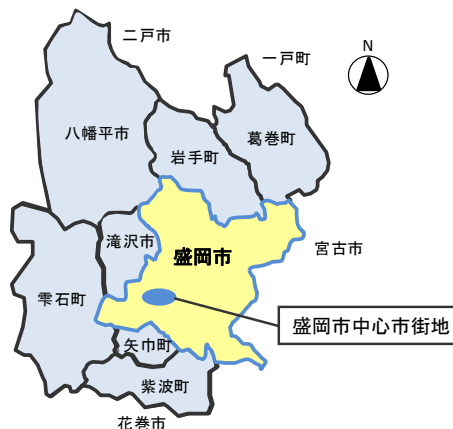 二戸市
N
一戸町
八幡平市
葛巻町
岩手町
滝沢市
盛岡市
宮古市
雫石町
盛岡市中心市街地
矢巾町
紫波町
花巻市